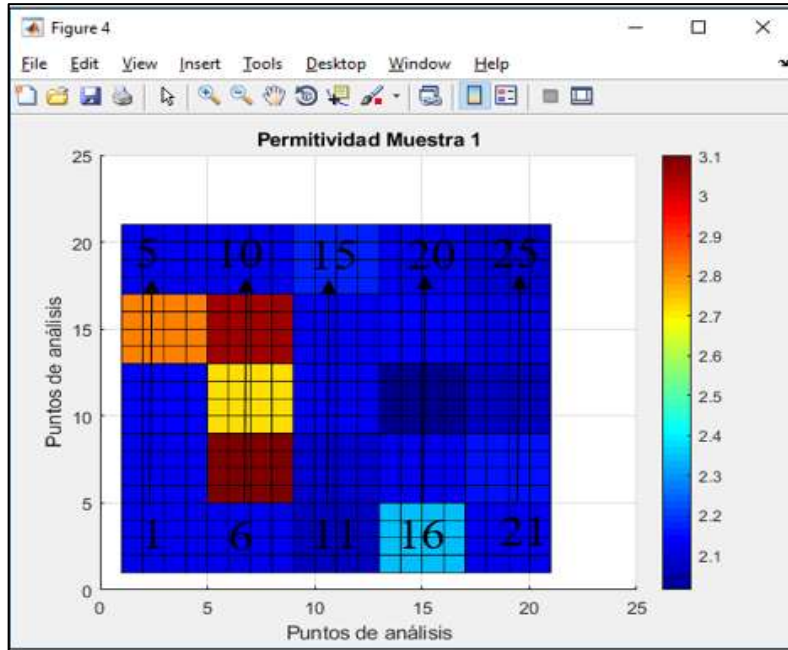 Figure 4
File Edit View Insert Tools Desktop Window Help
Permitividad Muestra 1
25
20
15
10
5
0
Puntos de análisis
5 10 15 20 25
1 6 11 16 21
0 5 10 15 20 25
Puntos de análisis
3.1
3
2.9
2.8
2.7
2.6
2.5
2.4
2.3
2.2
2.1